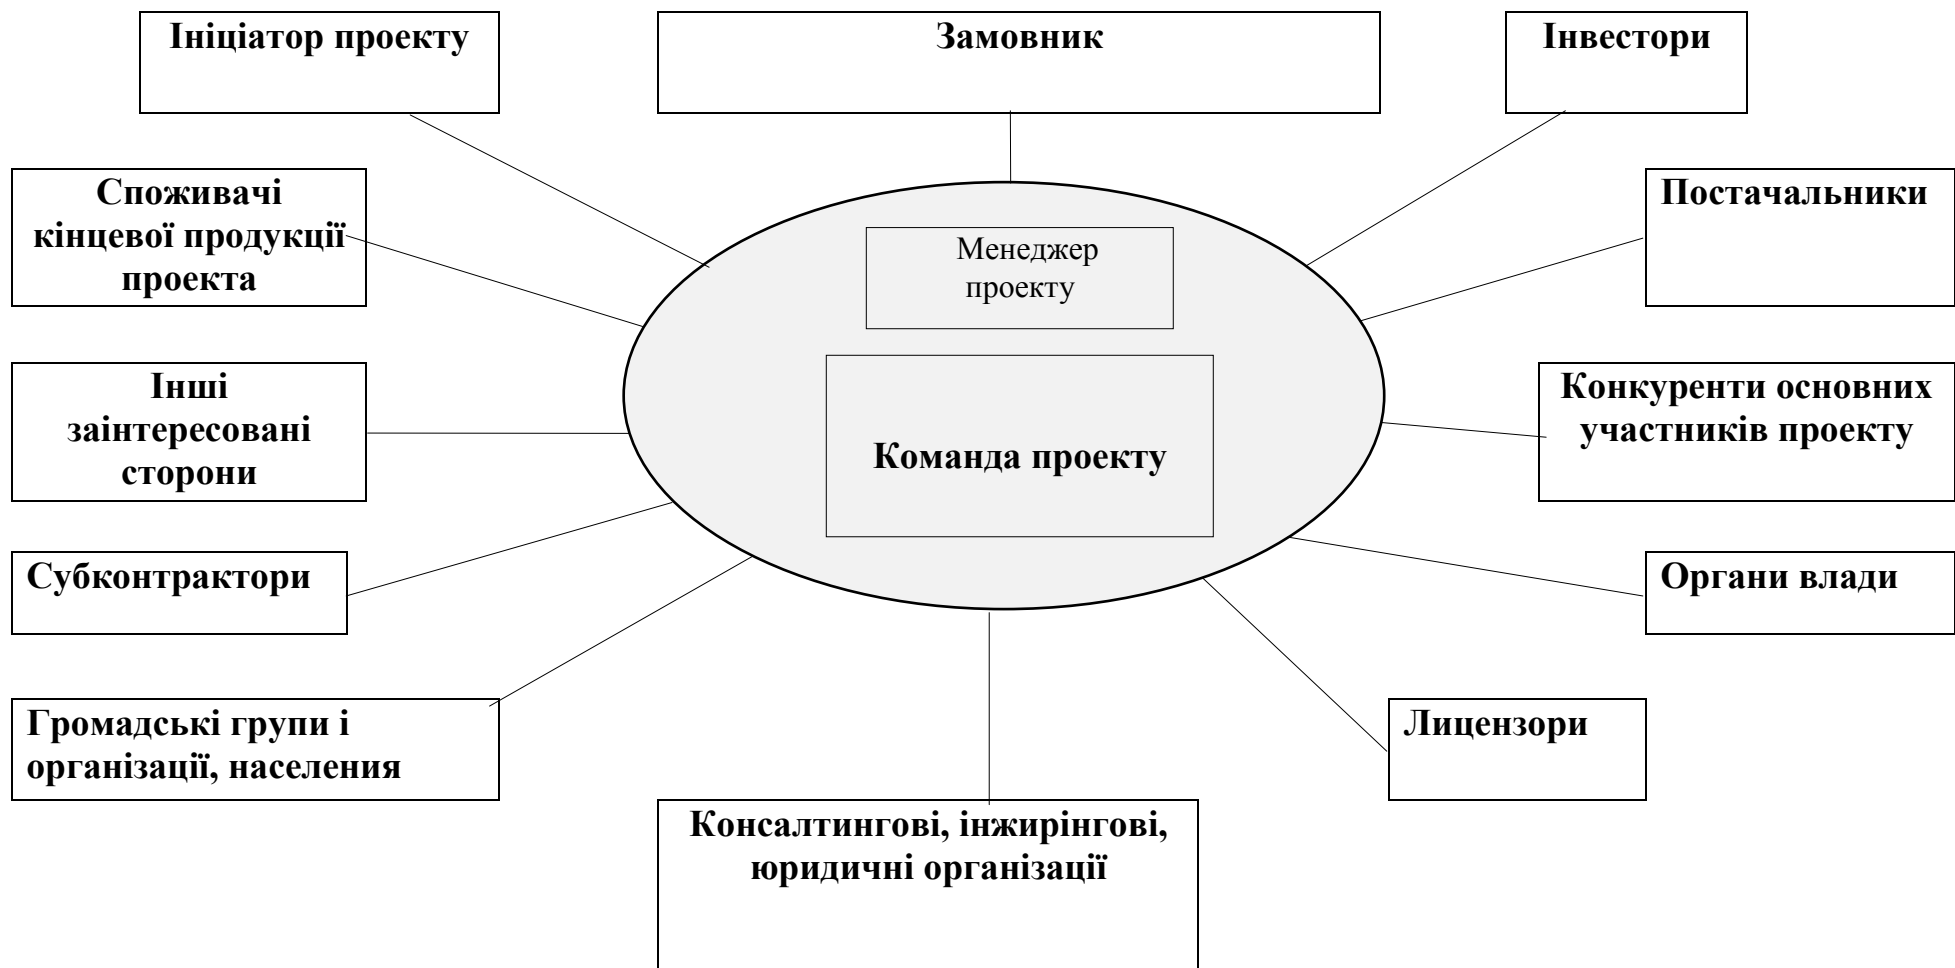 Ініціатор проекту
Замовник
Інвестори
Споживачі
кінцевої продукції
проекта
Менеджер
проекту
Постачальники
Інші
заінтересовані
сторони
Команда проекту
Конкуренти основних
участників проекту
Субконтрактори
Органи влади
Громадські групи і
організації, населения
Лицензори
Консалтингові, інжирінгові,
юридичні організації